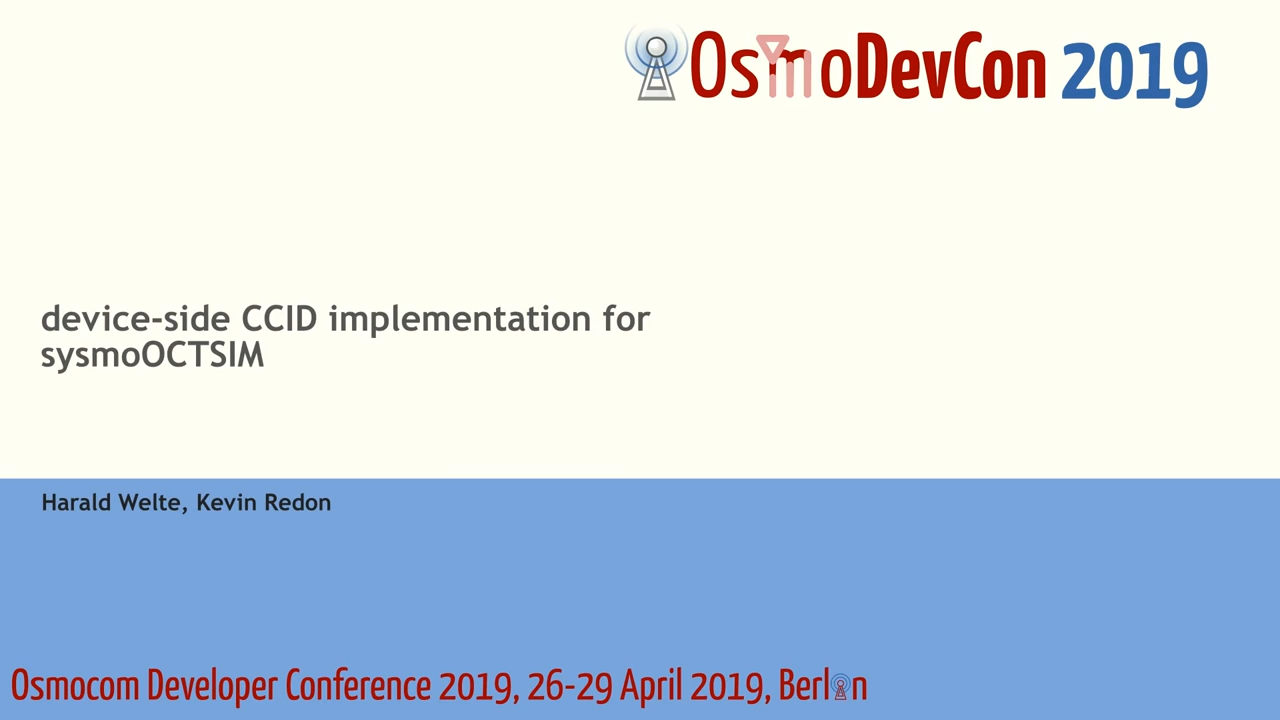 OsmoDevCon 2019
device-side CCID implementation for
sysmoOCTSIM
Harald Welte, Kevin Redon
Osmocom Developer Conference 2019, 26-29 April 2019, Berlin